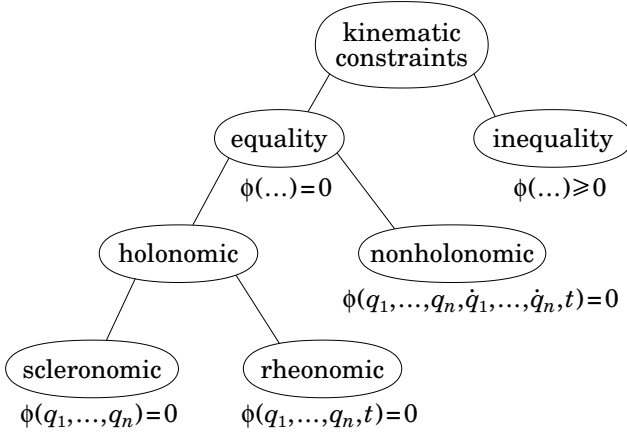 kinematic
constraints
equality
inequality
ϕ(...)=0
ϕ(...)⩾0
holonomic
nonholonomic
ϕ(q₁,...,qₙ,q̇₁,...,q̇ₙ,t)=0
scleronomic
rheonomic
ϕ(q₁,...,qₙ)=0
ϕ(q₁,...,qₙ,t)=0